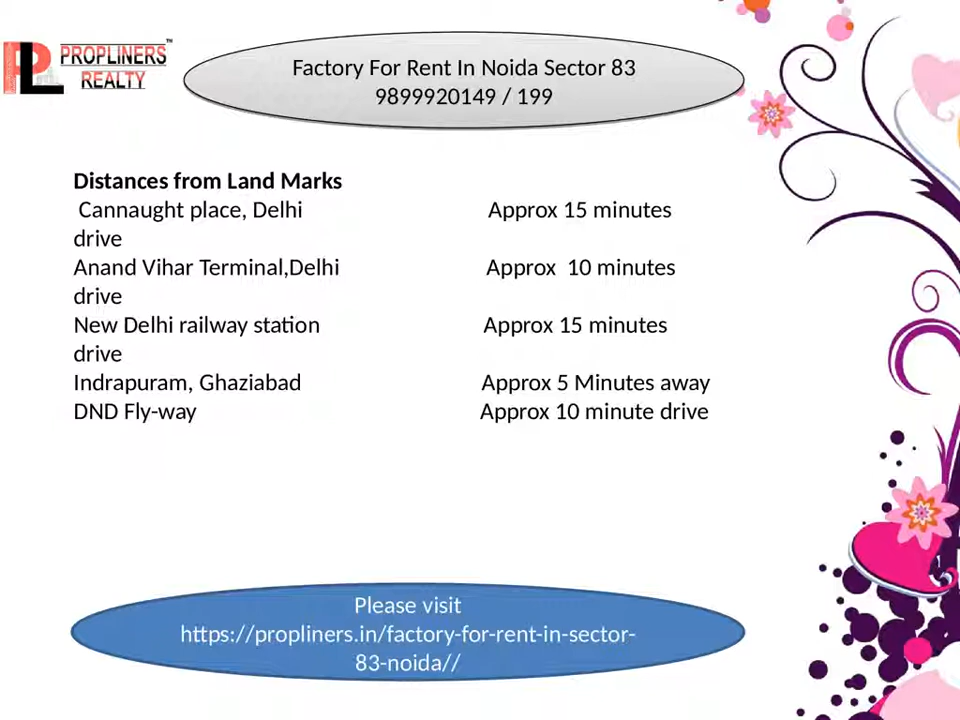 PROPLINERS™
REALTY
Factory For Rent In Noida Sector 83
9899920149 / 199
Distances from Land Marks
Cannaught place, Delhi Approx 15 minutes
drive
Anand Vihar Terminal,Delhi Approx 10 minutes
drive
New Delhi railway station Approx 15 minutes
drive
Indrapuram, Ghaziabad Approx 5 Minutes away
DND Fly-way Approx 10 minute drive
Please visit
https://propliners.in/factory-for-rent-in-sector-
83-noida//